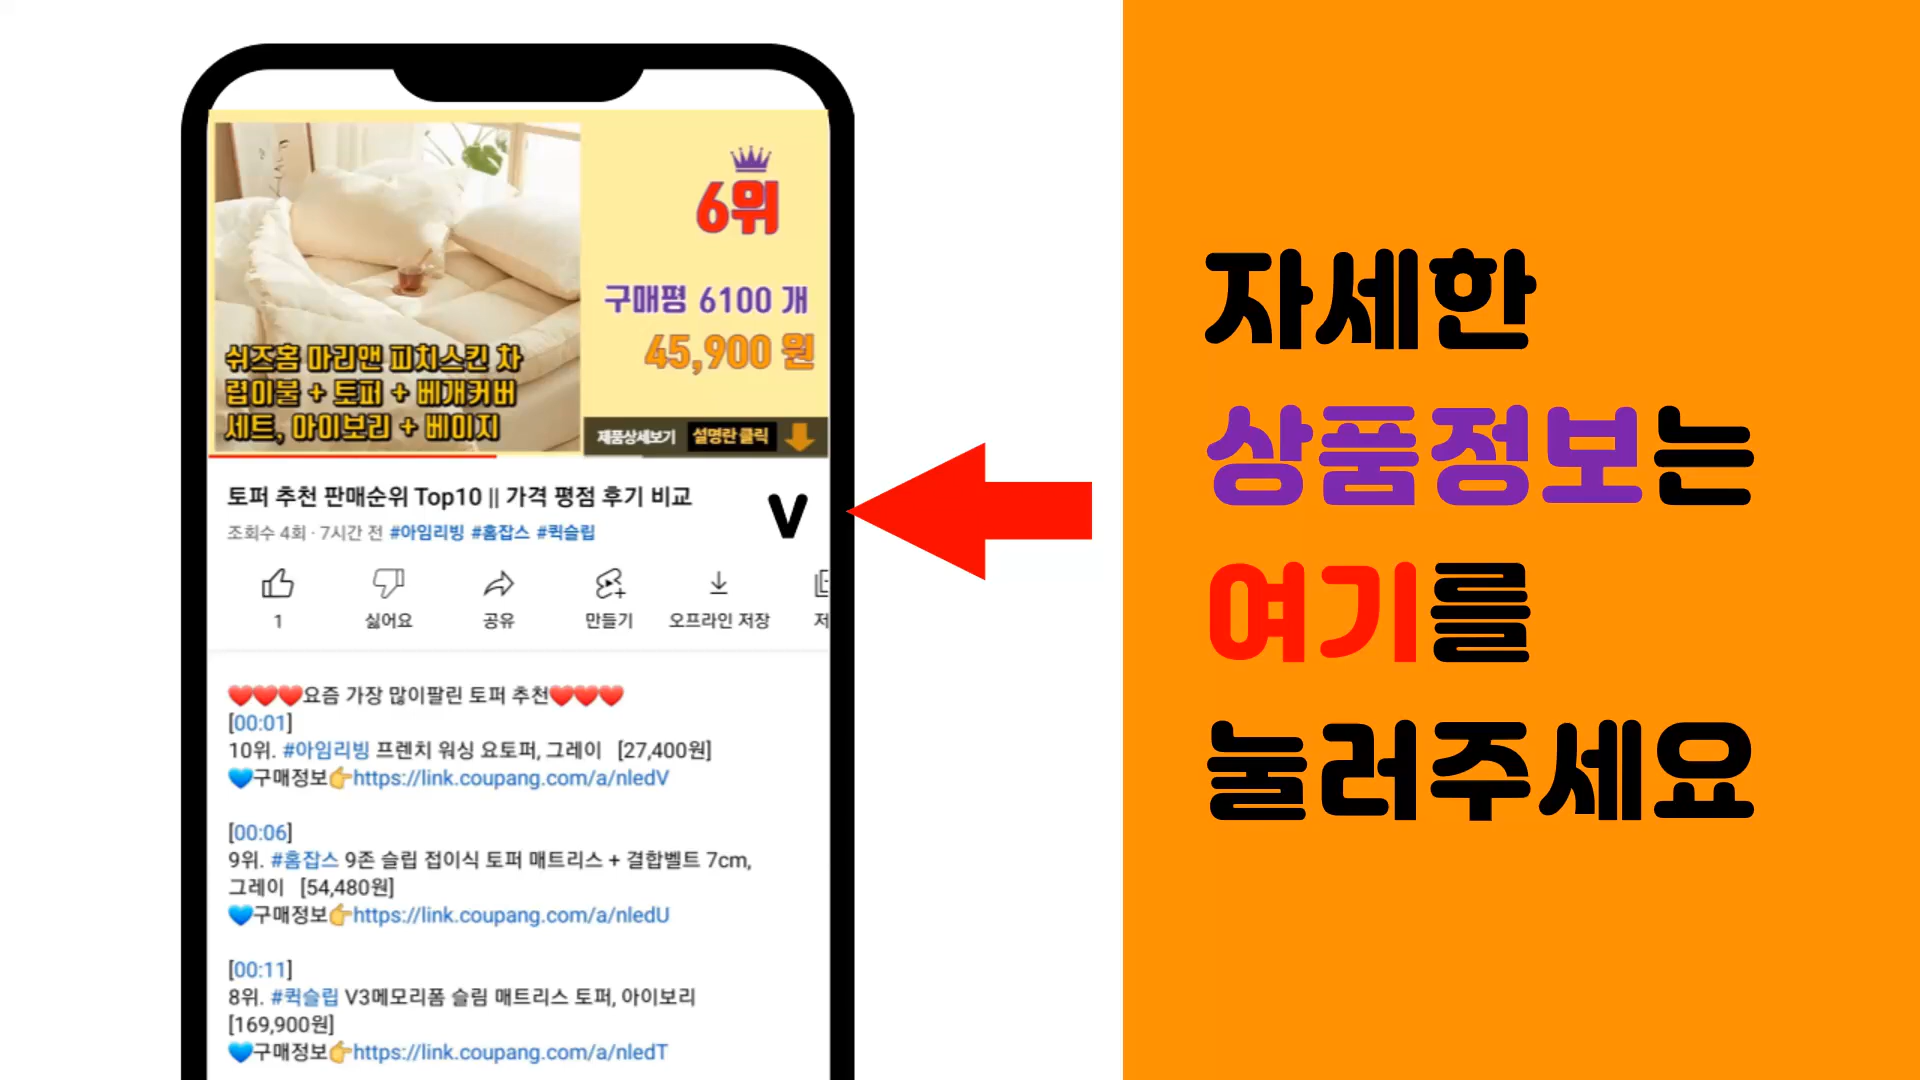 6위
구매평 6100 개
45,900 원
쉬즈홈 마리앤 피치스킨 차
렵이불 + 토퍼 + 베개커버
세트, 아이보리 + 베이지
제품상세보기 설명란 클릭
토퍼 추천 판매순위 Top10 || 가격 평점 후기 비교
V
조회수 4회 · 7시간 전 #아임리빙 #홈잡스 #퀵슬립
1 싫어요 공유 만들기 오프라인 저장 저
❤️❤️❤️요즘 가장 많이팔린 토퍼 추천❤️❤️❤️
[00:01]
10위. #아임리빙 프렌치 워싱 요토퍼, 그레이 [27,400원]
💙구매정보👉https://link.coupang.com/a/nledV
[00:06]
9위. #홈잡스 9존 슬립 접이식 토퍼 매트리스 + 결합벨트 7cm,
그레이 [54,480원]
💙구매정보👉https://link.coupang.com/a/nledU
[00:11]
8위. #퀵슬립 V3메모리폼 슬림 매트리스 토퍼, 아이보리
[169,900원]
💙구매정보👉https://link.coupang.com/a/nledT
자세한
상품정보는
여기를
눌러주세요